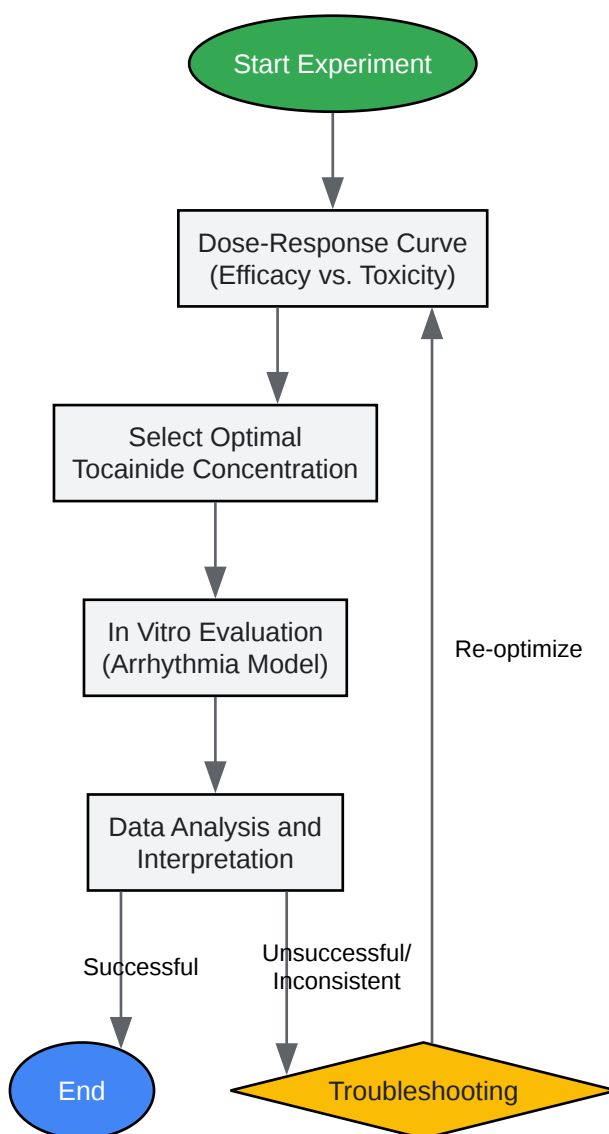 Start Experiment
Dose-Response Curve
(Efficacy vs. Toxicity)
Select Optimal
Tocainide Concentration
In Vitro Evaluation
(Arrhythmia Model)
Re-optimize
Data Analysis and
Interpretation
Successful
Unsuccessful/
Inconsistent
End
Troubleshooting